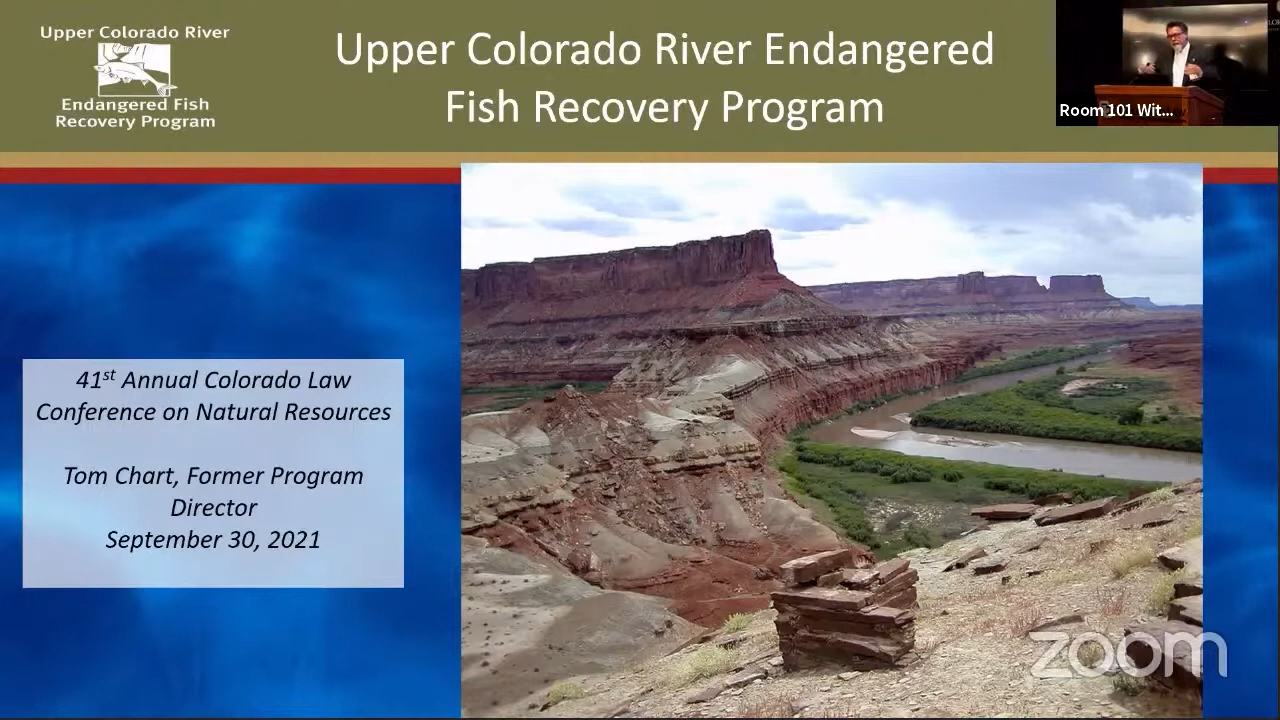 Upper Colorado River
Endangered Fish
Recovery Program
Upper Colorado River Endangered
Fish Recovery Program
Room 101 Wit...
41st Annual Colorado Law
Conference on Natural Resources
Tom Chart, Former Program
Director
September 30, 2021
zoom